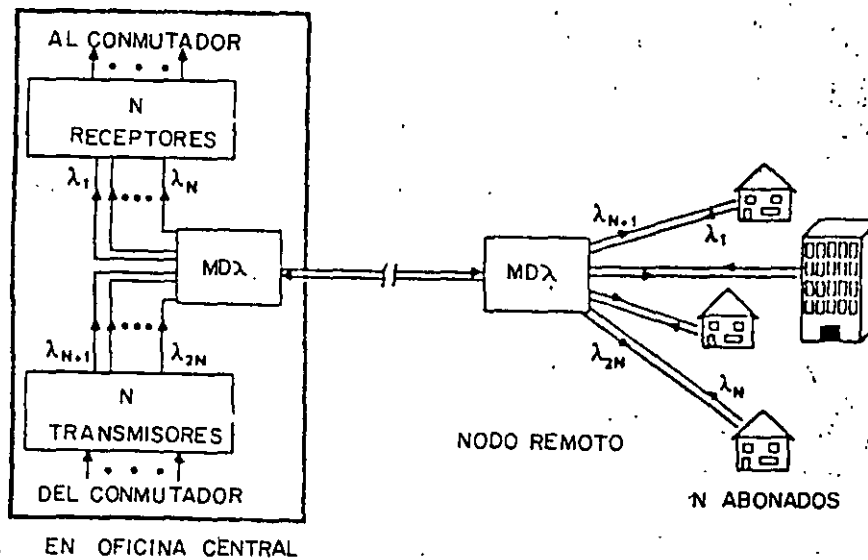 AL CONMUTADOR
N
RECEPTORES
λ1
λN
MDλ
λN+1
λ2N
N
TRANSMISORES
DEL CONMUTADOR
EN OFICINA CENTRAL
MDλ
λN+1
λ1
λ2N
λN
NODO REMOTO
N ABONADOS